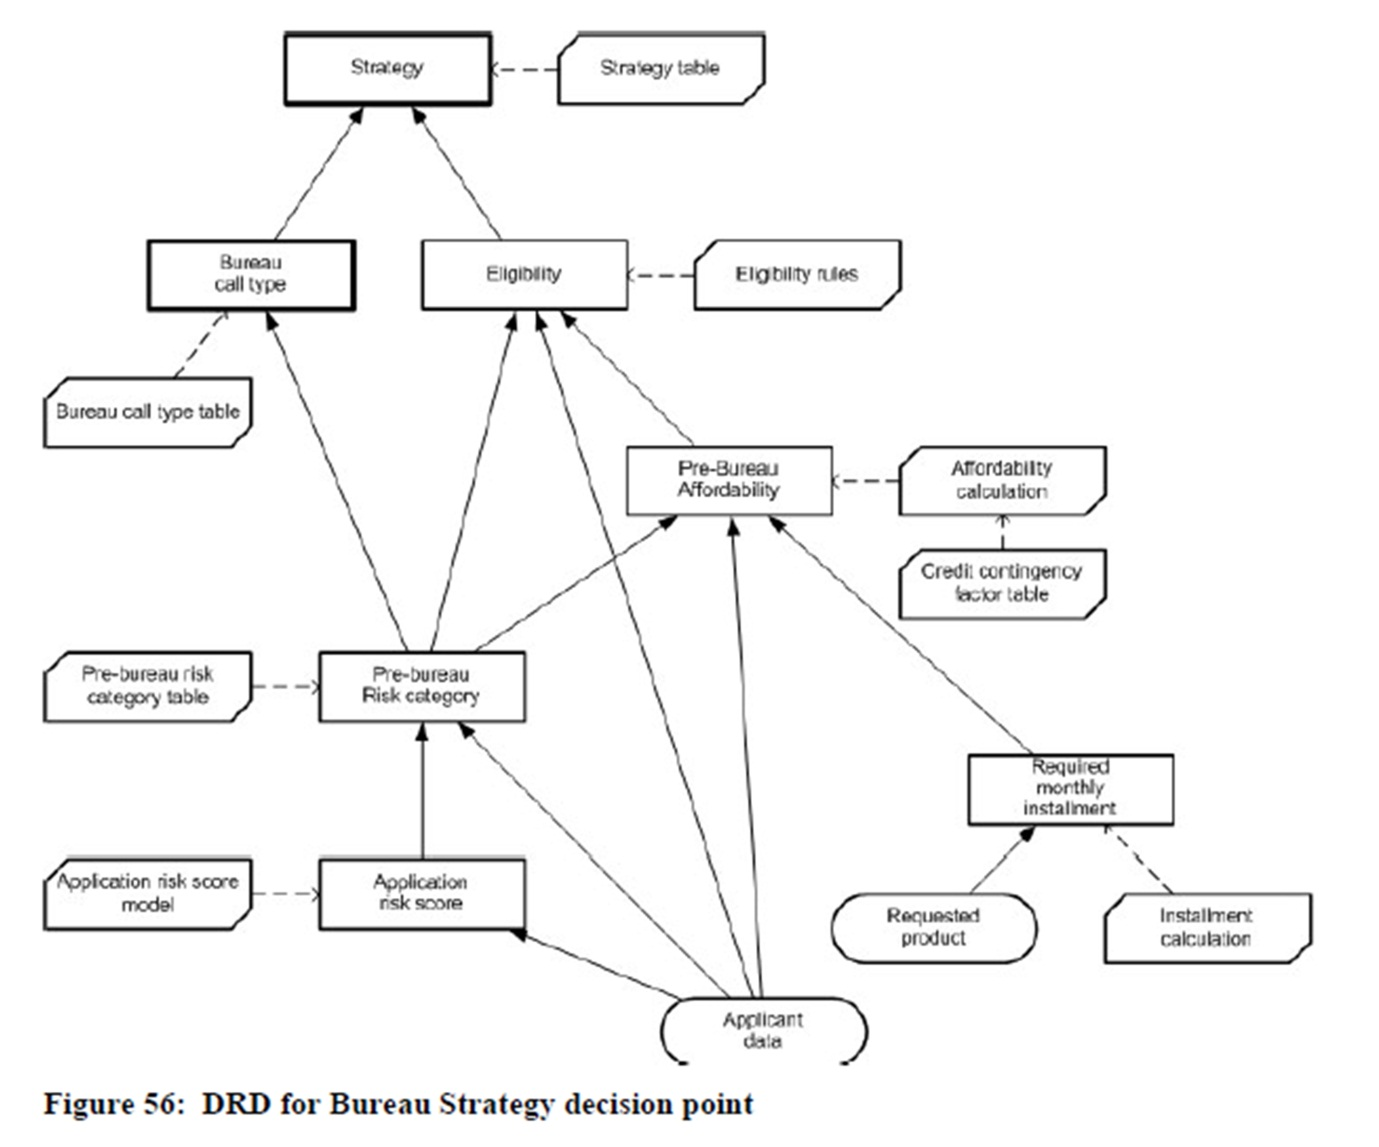 Strategy
Strategy table
Bureau
call type
Eligibility
Eligibility rules
Bureau call type table
Pre-Bureau
Affordability
Affordability
calculation
Credit contingency
factor table
Pre-bureau risk
category table
Pre-bureau
Risk category
Required
monthly
installment
Application risk score
model
Application
risk score
Requested
product
Installment
calculation
Applicant
data
Figure 56: DRD for Bureau Strategy decision point